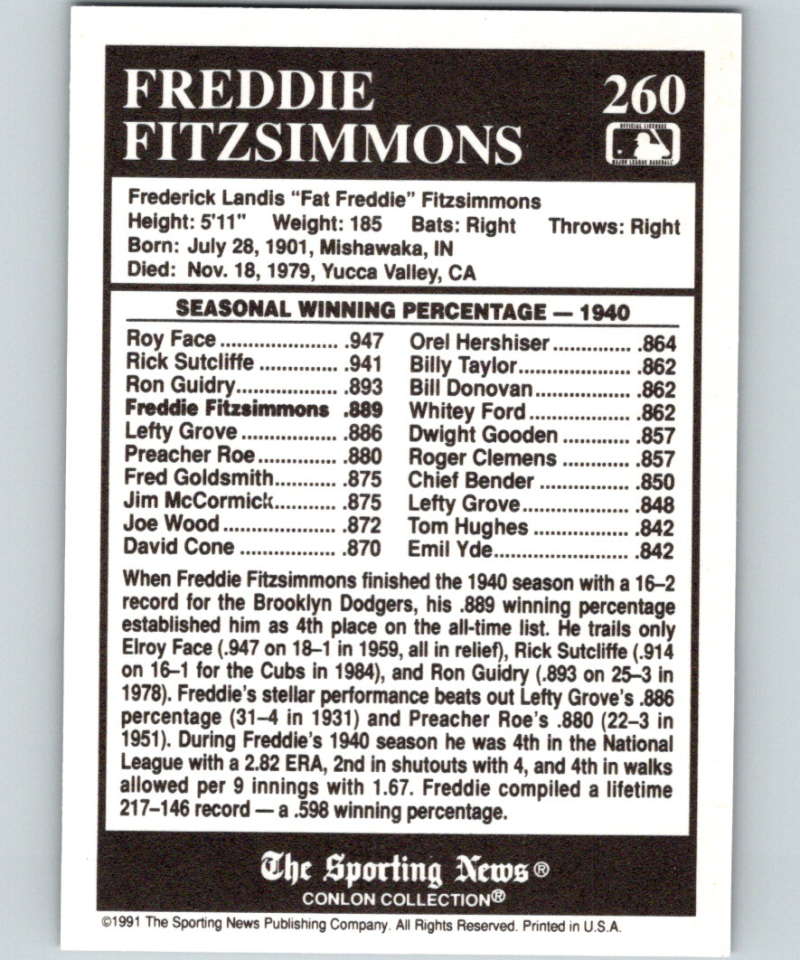 FREDDIE 260
FITZSIMMONS
OFFICIAL LICENSEE
MAJOR LEAGUE BASEBALL
Frederick Landis "Fat Freddie" Fitzsimmons
Height: 5'11" Weight: 185 Bats: Right Throws: Right
Born: July 28, 1901, Mishawaka, IN
Died: Nov. 18, 1979, Yucca Valley, CA
SEASONAL WINNING PERCENTAGE — 1940
Roy Face ...................... .947
Rick Sutcliffe ............... .941
Ron Guidry................... .893
Freddie Fitzsimmons .889
Lefty Grove .................. .886
Preacher Roe ............... .880
Fred Goldsmith............ .875
Jim McCormick............ .875
Joe Wood ..................... .872
David Cone .................. .870
Orel Hershiser .............. .864
Billy Taylor..................... .862
Bill Donovan.................. .862
Whitey Ford ................... .862
Dwight Gooden ............ .857
Roger Clemens ............ .857
Chief Bender ................ .850
Lefty Grove.................... .848
Tom Hughes ................. .842
Emil Yde......................... .842
When Freddie Fitzsimmons finished the 1940 season with a 16–2
record for the Brooklyn Dodgers, his .889 winning percentage
established him as 4th place on the all-time list. He trails only
Elroy Face (.947 on 18–1 in 1959, all in relief), Rick Sutcliffe (.914
on 16–1 for the Cubs in 1984), and Ron Guidry (.893 on 25–3 in
1978). Freddie's stellar performance beats out Lefty Grove's .886
percentage (31–4 in 1931) and Preacher Roe's .880 (22–3 in
1951). During Freddie's 1940 season he was 4th in the National
League with a 2.82 ERA, 2nd in shutouts with 4, and 4th in walks
allowed per 9 innings with 1.67. Freddie compiled a lifetime
217–146 record — a .598 winning percentage.
The Sporting News®
CONLON COLLECTION®
©1991 The Sporting News Publishing Company. All Rights Reserved. Printed in U.S.A.